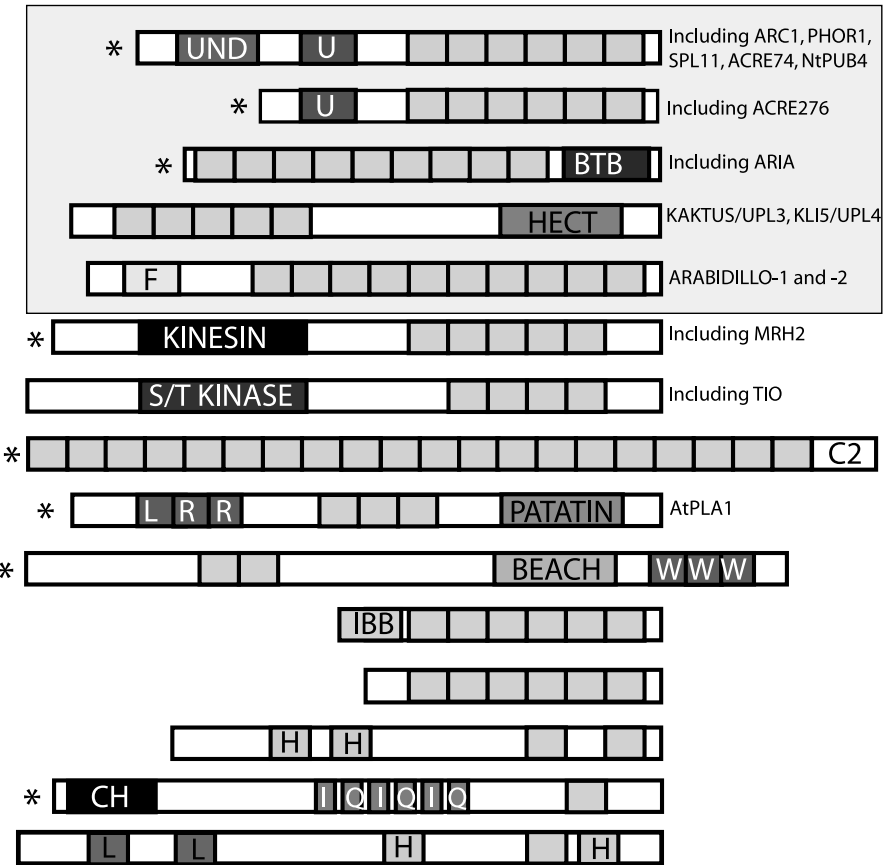 * UND U Including ARC1, PHOR1,
SPL11, ACRE74, NtPUB4
* U Including ACRE276
* BTB Including ARIA
HECT KAKTUS/UPL3, KLI5/UPL4
F ARABIDILLO-1 and -2
* KINESIN Including MRH2
S/T KINASE Including TIO
* C2
* L R R PATATIN AtPLA1
* BEACH W W W
IBB
H H
* CH I Q I Q I Q
L L H H